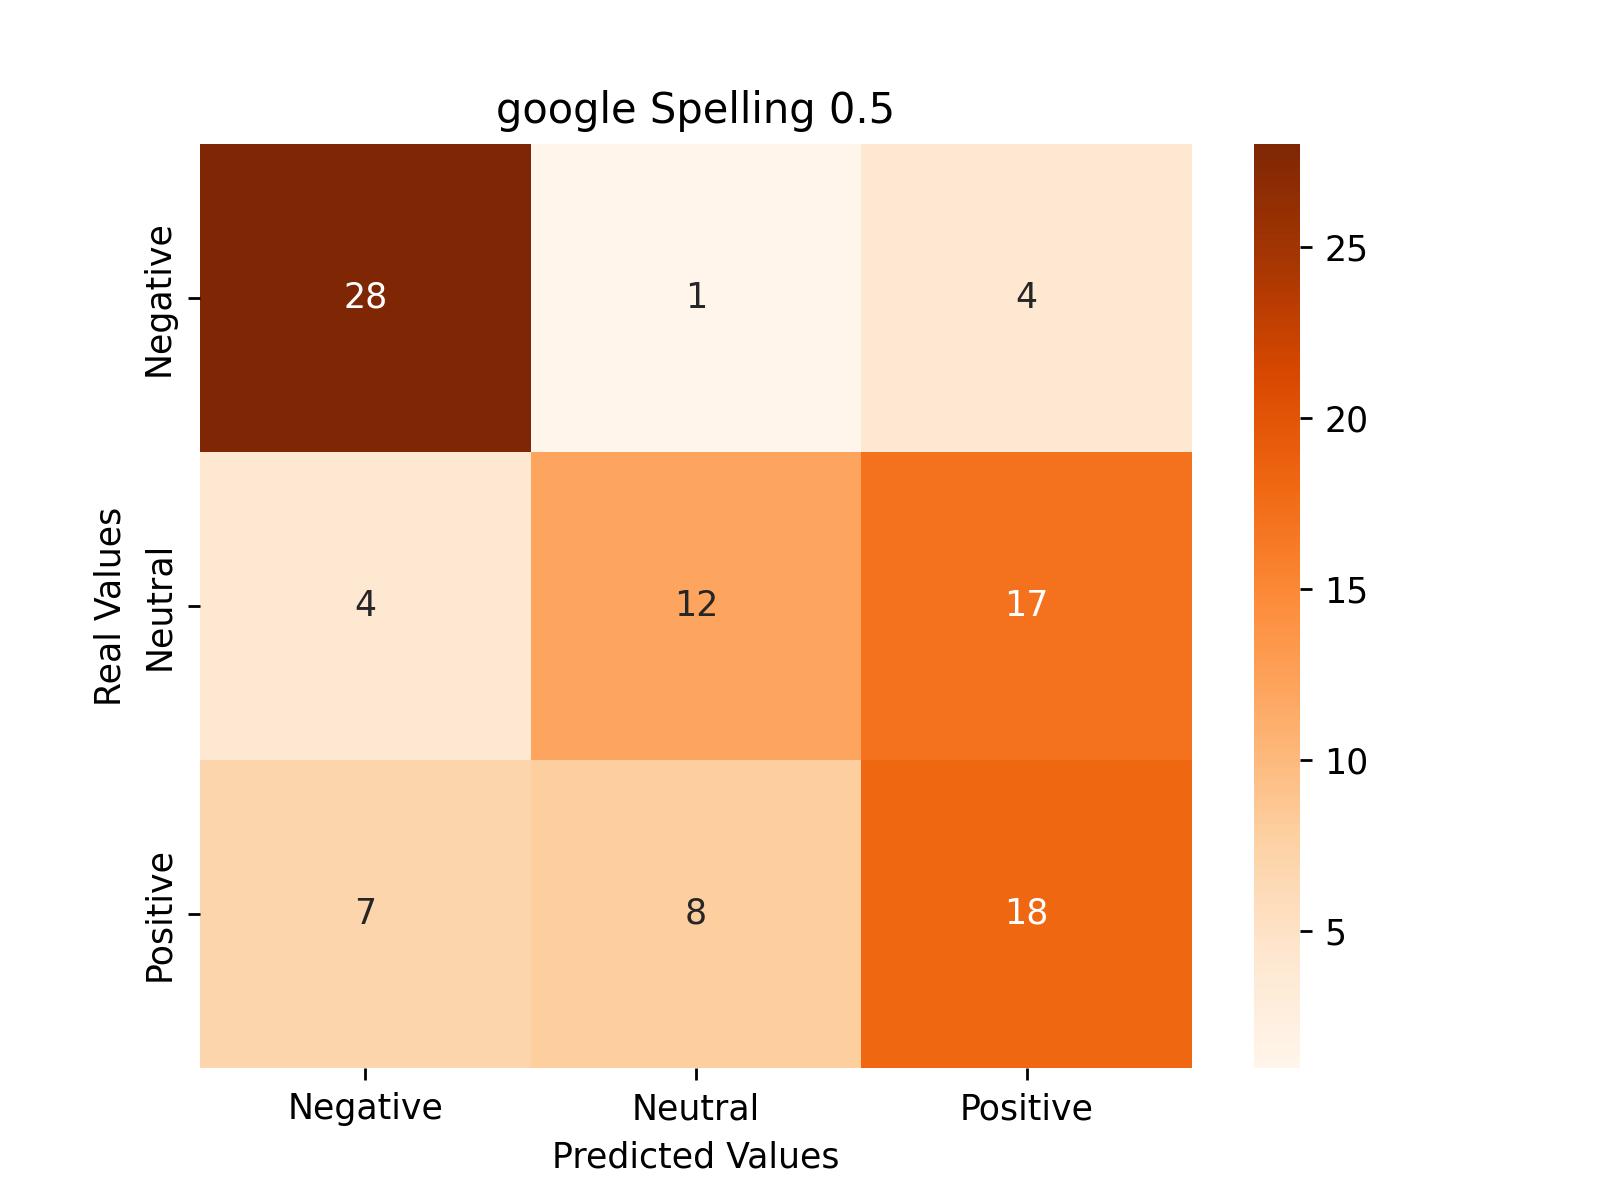 google Spelling 0.5
Real Values
Negative
28
1
4
Neutral
4
12
17
Positive
7
8
18
Negative
Neutral
Positive
Predicted Values
25
20
15
10
5